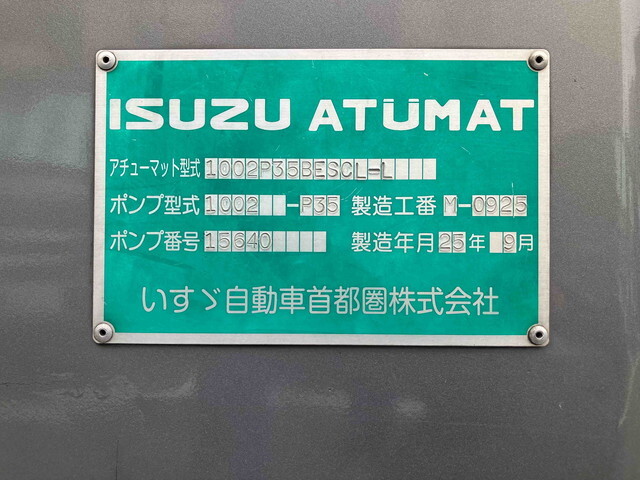 ISUZU ATÜMAT
アチューマット型式 1002P35BESCL-L
ポンプ型式 1002 -P35 製造工番 M-0925
ポンプ番号 15640 製造年月 25年 9月
いすゞ自動車首都圏株式会社